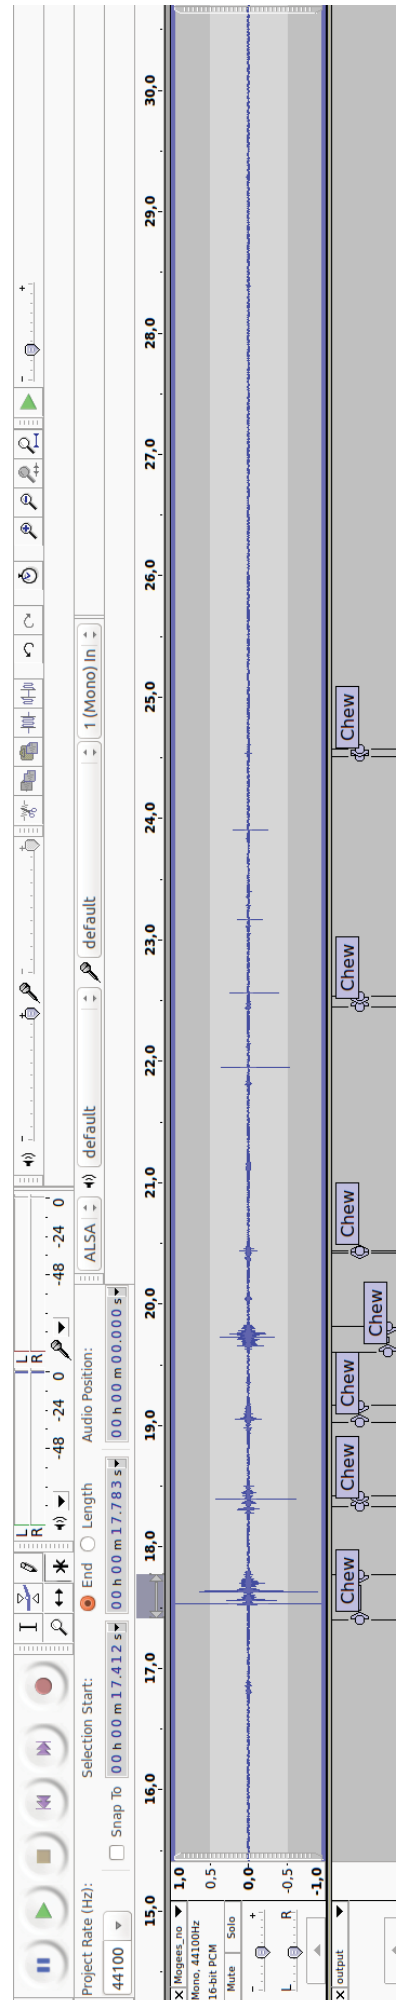 L
R
-48 -24 0
L
R
-48 -24 0
ALSA
default
default
1 (Mono) In
Project Rate (Hz):
44100
Snap To
Selection Start:
00 h 00 m 17.412 s
End
Length
00 h 00 m 17.783 s
Audio Position:
00 h 00 m 00.000 s
15,0 16,0 17,0 18,0 19,0 20,0 21,0 22,0 23,0 24,0 25,0 26,0 27,0 28,0 29,0 30,0
X Mogees_no
Mono, 44100Hz
16-bit PCM
Mute Solo
- +
L R
1,0
0,5
0,0
-0,5
-1,0
X output
Chew Chew Chew Chew Chew Chew Chew